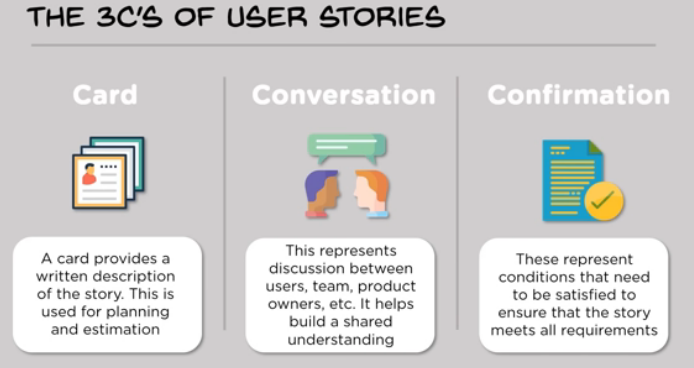 THE 3C'S OF USER STORIES
Card
A card provides a
written description
of the story. This is
used for planning
and estimation
Conversation
This represents
discussion between
users, team, product
owners, etc. It helps
build a shared
understanding
Confirmation
These represent
conditions that need
to be satisfied to
ensure that the story
meets all requirements